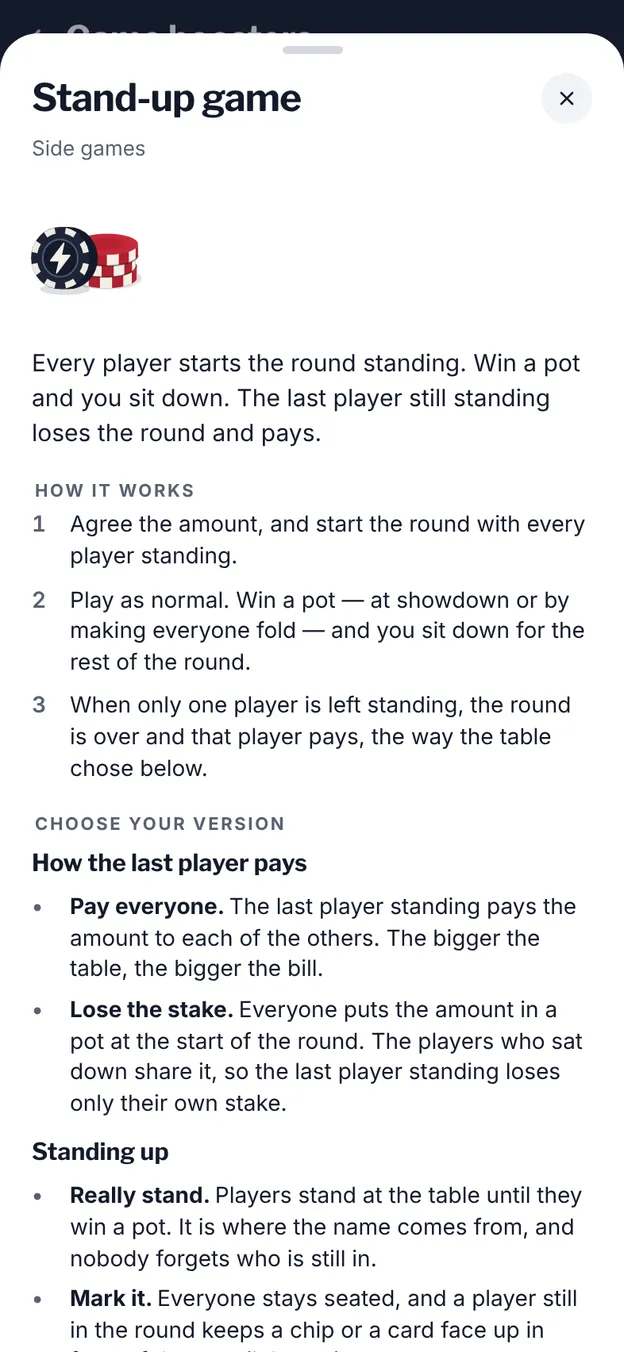 Stand-up game
Side games
Every player starts the round standing. Win a pot
and you sit down. The last player still standing
loses the round and pays.
HOW IT WORKS
1 Agree the amount, and start the round with every
player standing.
2 Play as normal. Win a pot — at showdown or by
making everyone fold — and you sit down for the
rest of the round.
3 When only one player is left standing, the round
is over and that player pays, the way the table
chose below.
CHOOSE YOUR VERSION
How the last player pays
• Pay everyone. The last player standing pays the
amount to each of the others. The bigger the
table, the bigger the bill.
• Lose the stake. Everyone puts the amount in a
pot at the start of the round. The players who sat
down share it, so the last player standing loses
only their own stake.
Standing up
• Really stand. Players stand at the table until they
win a pot. It is where the name comes from, and
nobody forgets who is still in.
• Mark it. Everyone stays seated, and a player still
in the round keeps a chip or a card face up in